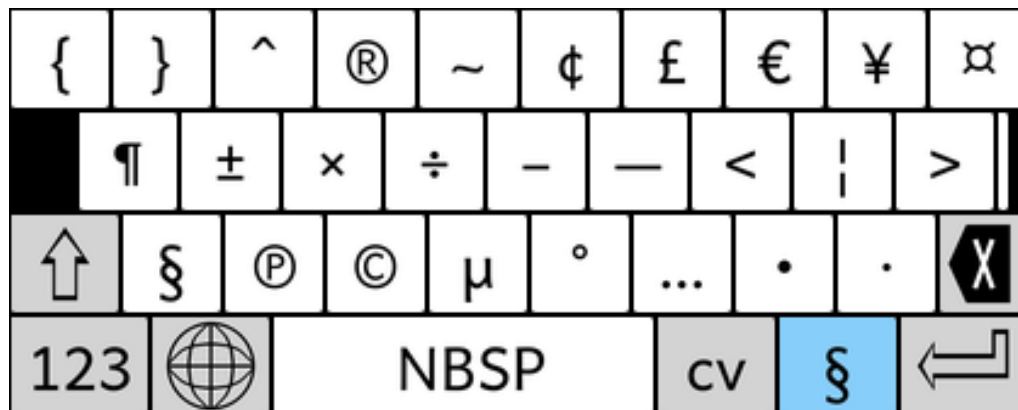 { } ^ ® ~ ¢ £ € ¥ ¤
¶ ± × ÷ – — < ¦ >
§ ℗ © µ ° … • ·
123 NBSP cv §